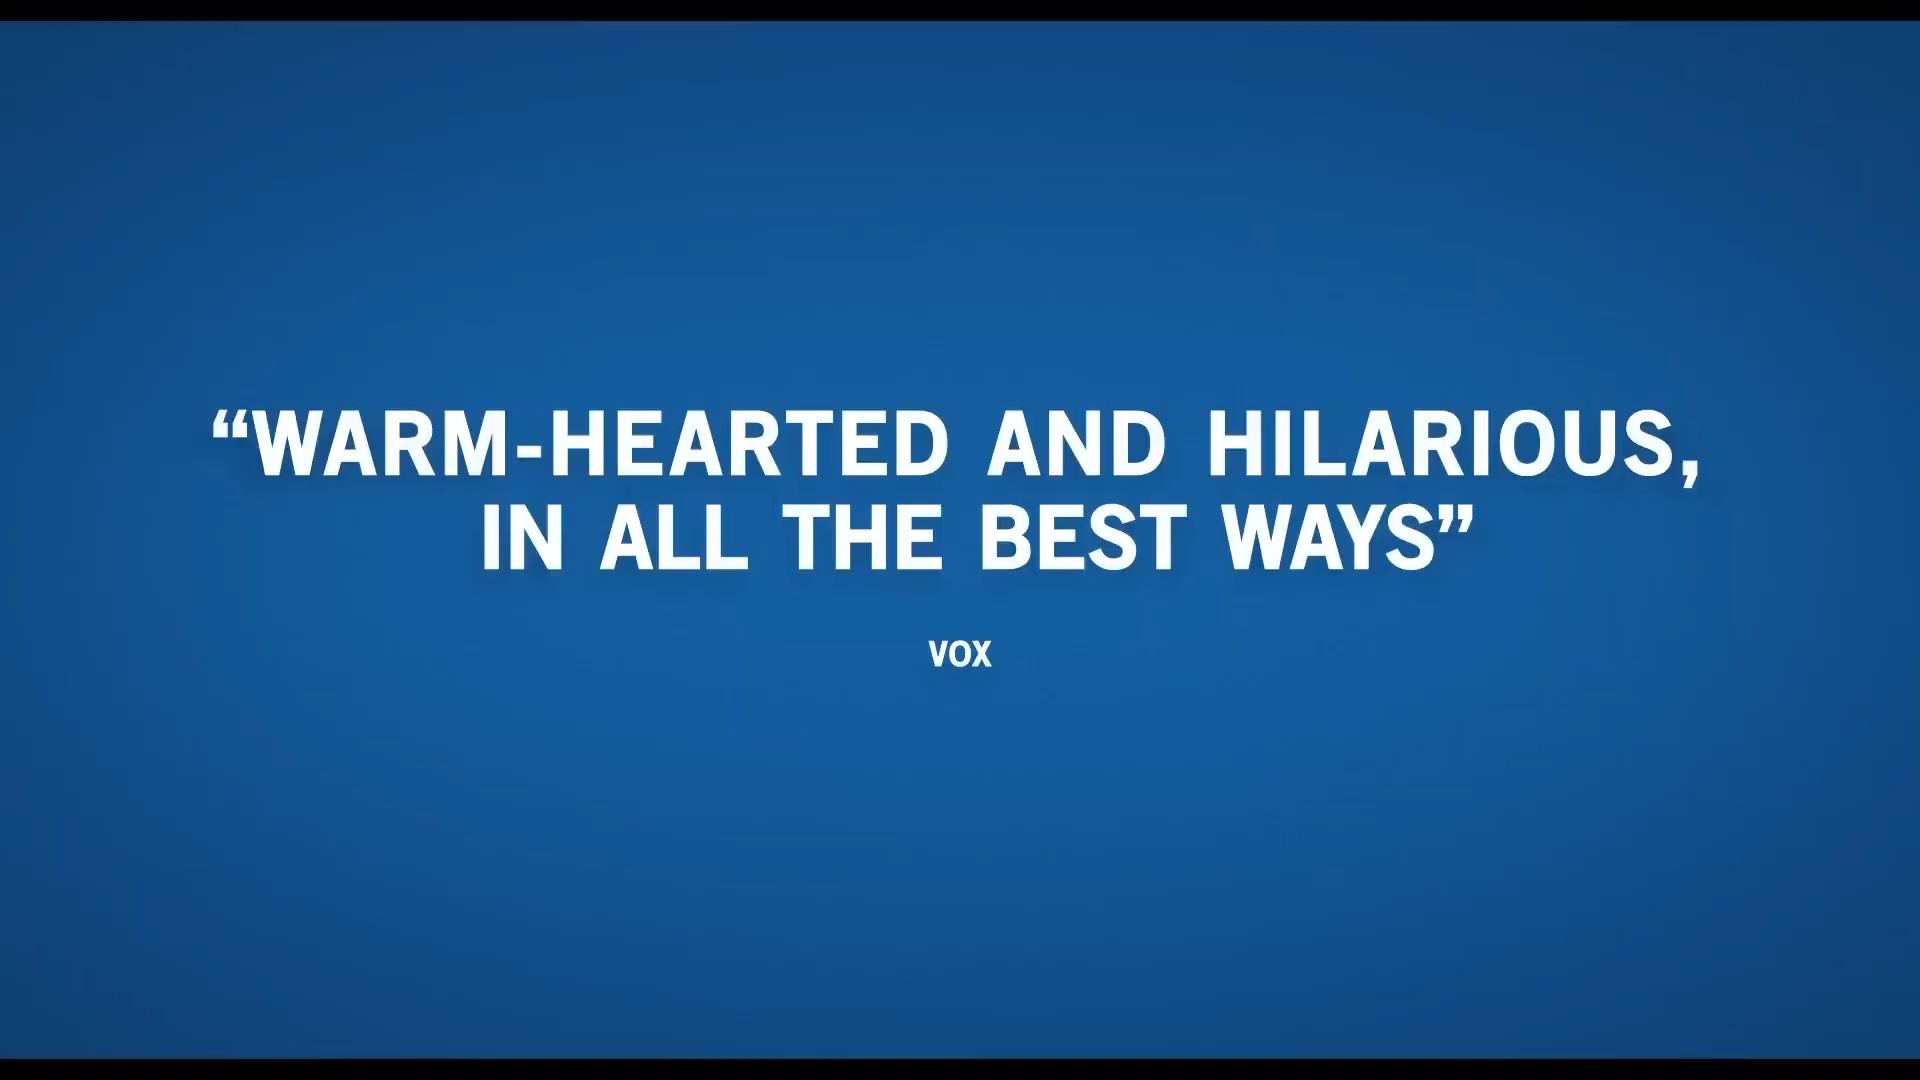 “WARM-HEARTED AND HILARIOUS,
IN ALL THE BEST WAYS”
VOX